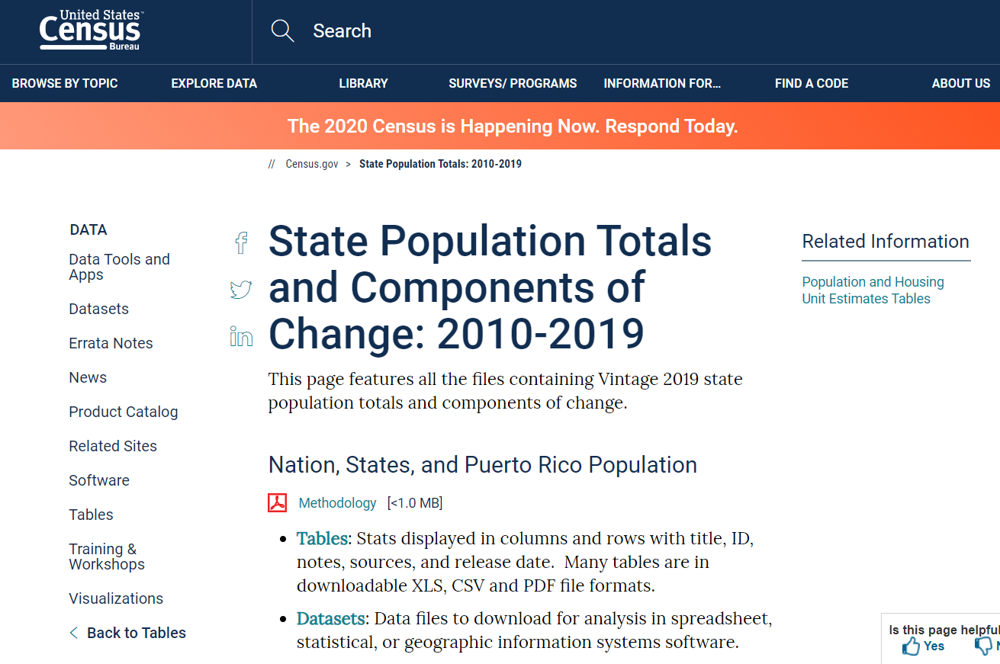 United States™
Census
Bureau
Search
BROWSE BY TOPIC
EXPLORE DATA
LIBRARY
SURVEYS/ PROGRAMS
INFORMATION FOR...
FIND A CODE
ABOUT US
The 2020 Census is Happening Now. Respond Today.
// Census.gov > State Population Totals: 2010-2019
DATA
Data Tools and
Apps
Datasets
Errata Notes
News
Product Catalog
Related Sites
Software
Tables
Training &
Workshops
Visualizations
Back to Tables
State Population Totals
and Components of
Change: 2010-2019
This page features all the files containing Vintage 2019 state
population totals and components of change.
Nation, States, and Puerto Rico Population
Methodology [<1.0 MB]
• Tables: Stats displayed in columns and rows with title, ID,
notes, sources, and release date. Many tables are in
downloadable XLS, CSV and PDF file formats.
• Datasets: Data files to download for analysis in spreadsheet,
statistical, or geographic information systems software.
Related Information
Population and Housing
Unit Estimates Tables
Is this page helpful
Yes